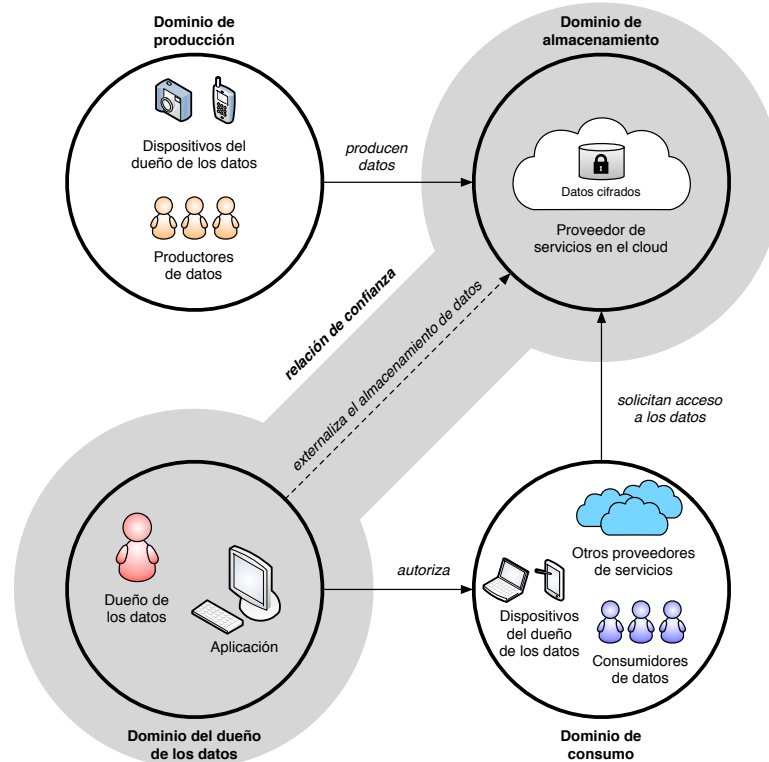 Dominio de
producción
Dispositivos del
dueño de los datos
Productores
de datos
producen
datos
Dominio de
almacenamiento
Datos cifrados
Proveedor de
servicios en el cloud
relación de confianza
externaliza el almacenamiento de datos
solicitan acceso
a los datos
Dueño de
los datos
Aplicación
Dominio del dueño
de los datos
autoriza
Otros proveedores
de servicios
Dispositivos
del dueño
de los datos
Consumidores
de datos
Dominio de
consumo